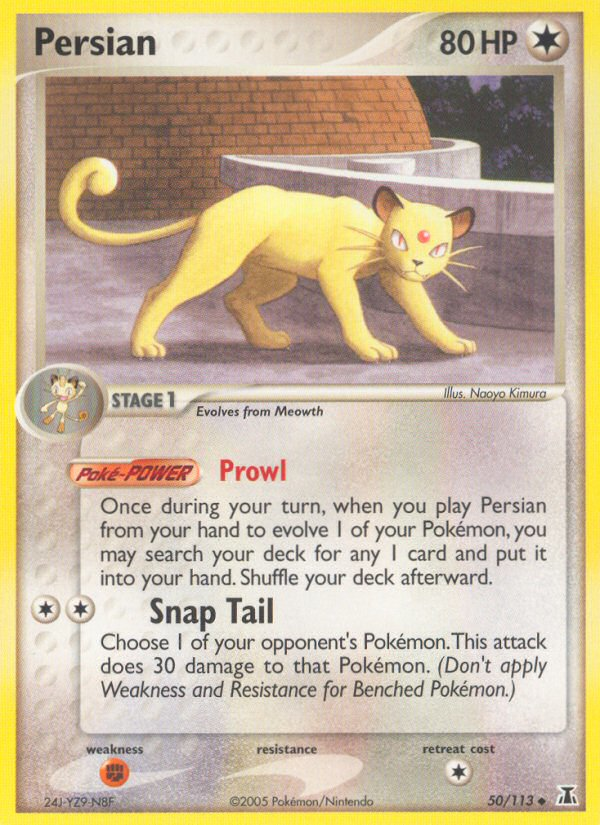 Persian
80 HP
Illus. Naoyo Kimura
STAGE 1
Evolves from Meowth
Poké-POWER Prowl
Once during your turn, when you play Persian
from your hand to evolve 1 of your Pokémon, you
may search your deck for any 1 card and put it
into your hand. Shuffle your deck afterward.
Snap Tail
Choose 1 of your opponent's Pokémon. This attack
does 30 damage to that Pokémon. (Don't apply
Weakness and Resistance for Benched Pokémon.)
weakness resistance retreat cost
24J-YZ9-N8F ©2005 Pokémon/Nintendo 50/113